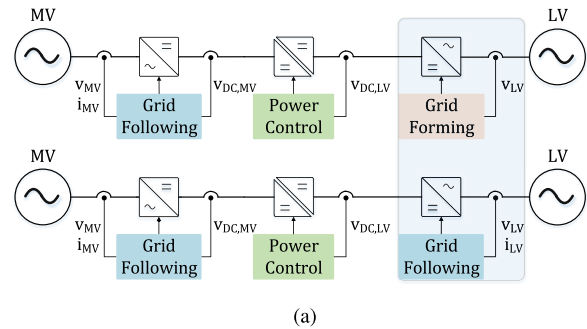 MV
LV
vMV
iMV
Grid
Following
vDC,MV
Power
Control
vDC,LV
Grid
Forming
vLV
MV
LV
vMV
iMV
Grid
Following
vDC,MV
Power
Control
vDC,LV
Grid
Following
vLV
iLV
(a)